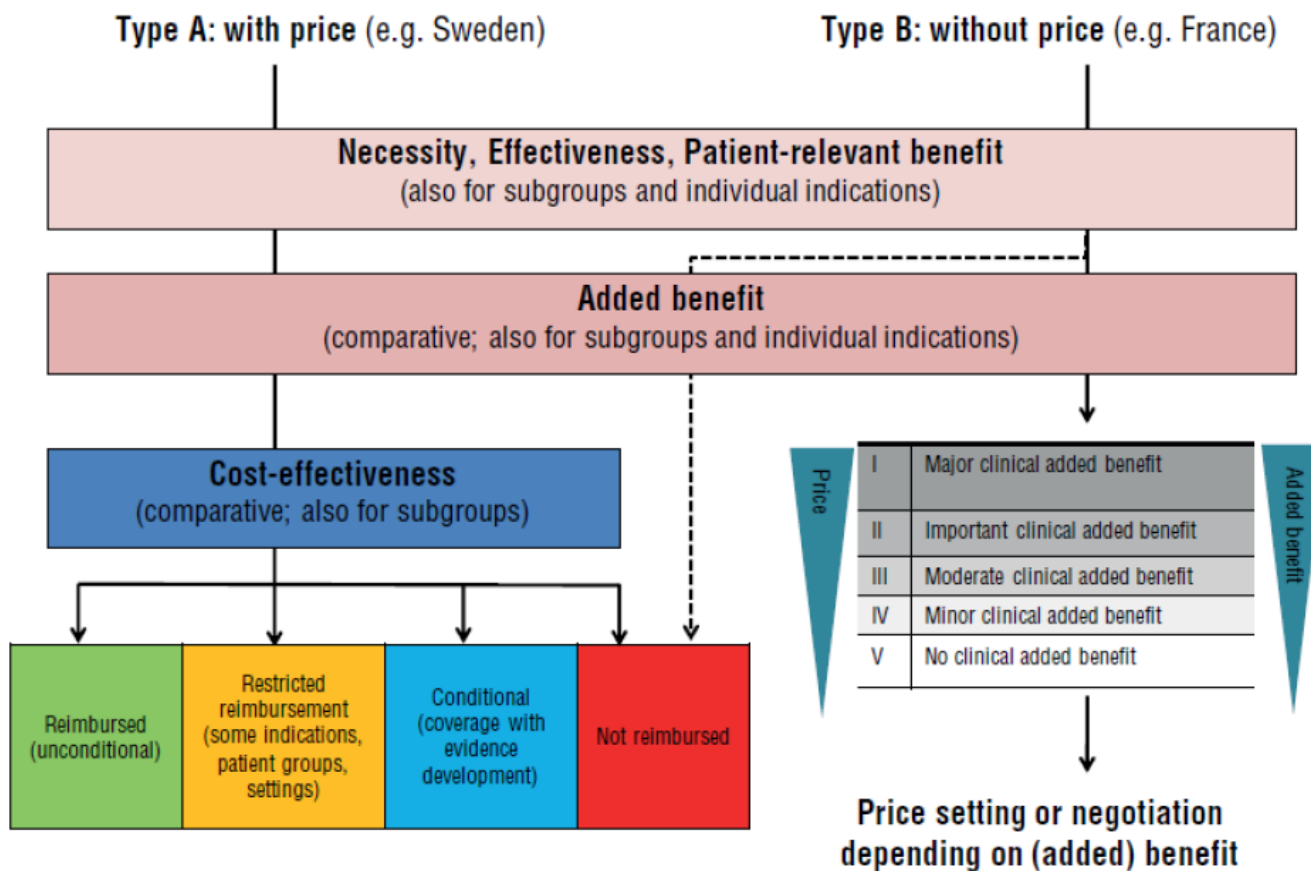 Type A: with price (e.g. Sweden)
Type B: without price (e.g. France)
Necessity, Effectiveness, Patient-relevant benefit
(also for subgroups and individual indications)
Added benefit
(comparative; also for subgroups and individual indications)
Cost-effectiveness
(comparative; also for subgroups)
Reimbursed
(unconditional)
Restricted
reimbursement
(some indications,
patient groups,
settings)
Conditional
(coverage with
evidence
development)
Not reimbursed
Price
I Major clinical added benefit
II Important clinical added benefit
III Moderate clinical added benefit
IV Minor clinical added benefit
V No clinical added benefit
Added benefit
Price setting or negotiation
depending on (added) benefit